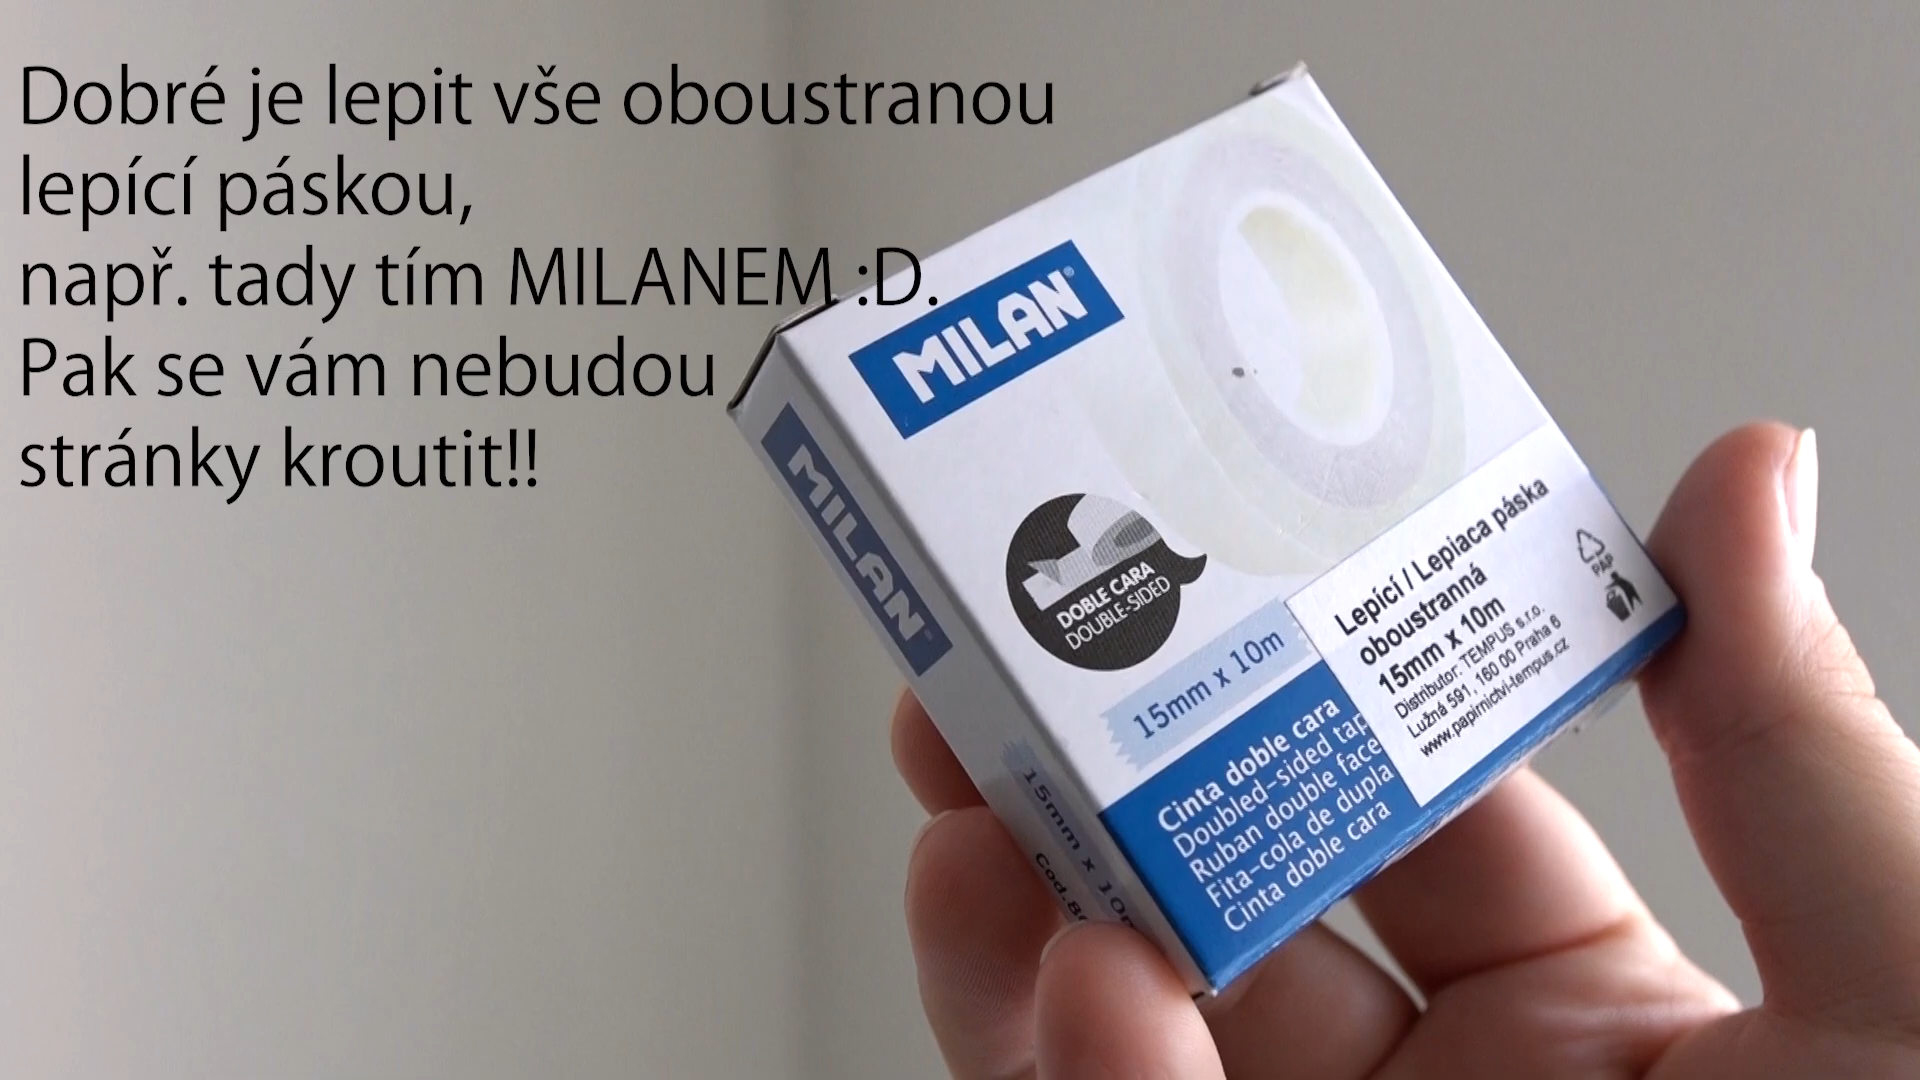 Dobré je lepit vše oboustranou
lepící páskou,
např. tady tím MILANEM :D.
Pak se vám nebudou
stránky kroutit!!
MILAN®
MILAN
DOBLE CARA
DOUBLE-SIDED
15mm x 10m
Lepící / Lepiaca páska
oboustranná
15mm x 10m
Distributor: TEMPUS s.r.o.
Lužná 591, 160 00 Praha 6
www.papirnictvi-tempus.cz
PAP
Cinta doble cara
Doubled-sided tap
Ruban double face
Fita-cola de dupla
Cinta doble cara
15mm x 10
Cod.